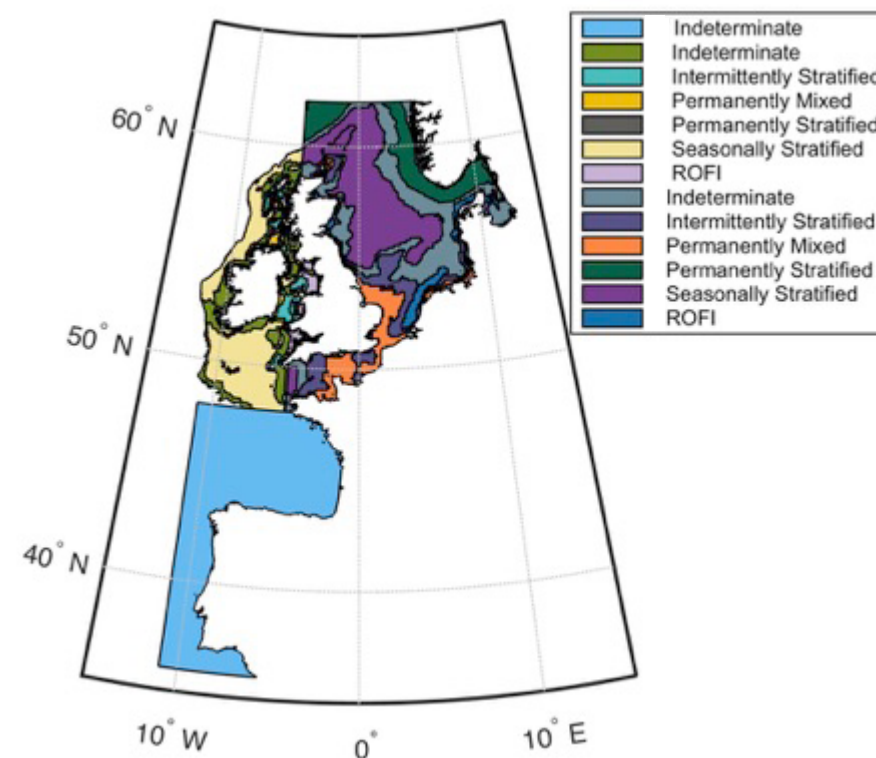 Indeterminate
Indeterminate
Intermittently Stratified
Permanently Mixed
Permanently Stratified
Seasonally Stratified
ROFI
Indeterminate
Intermittently Stratified
Permanently Mixed
Permanently Stratified
Seasonally Stratified
ROFI
60° N
50° N
40° N
10° W
0°
10° E